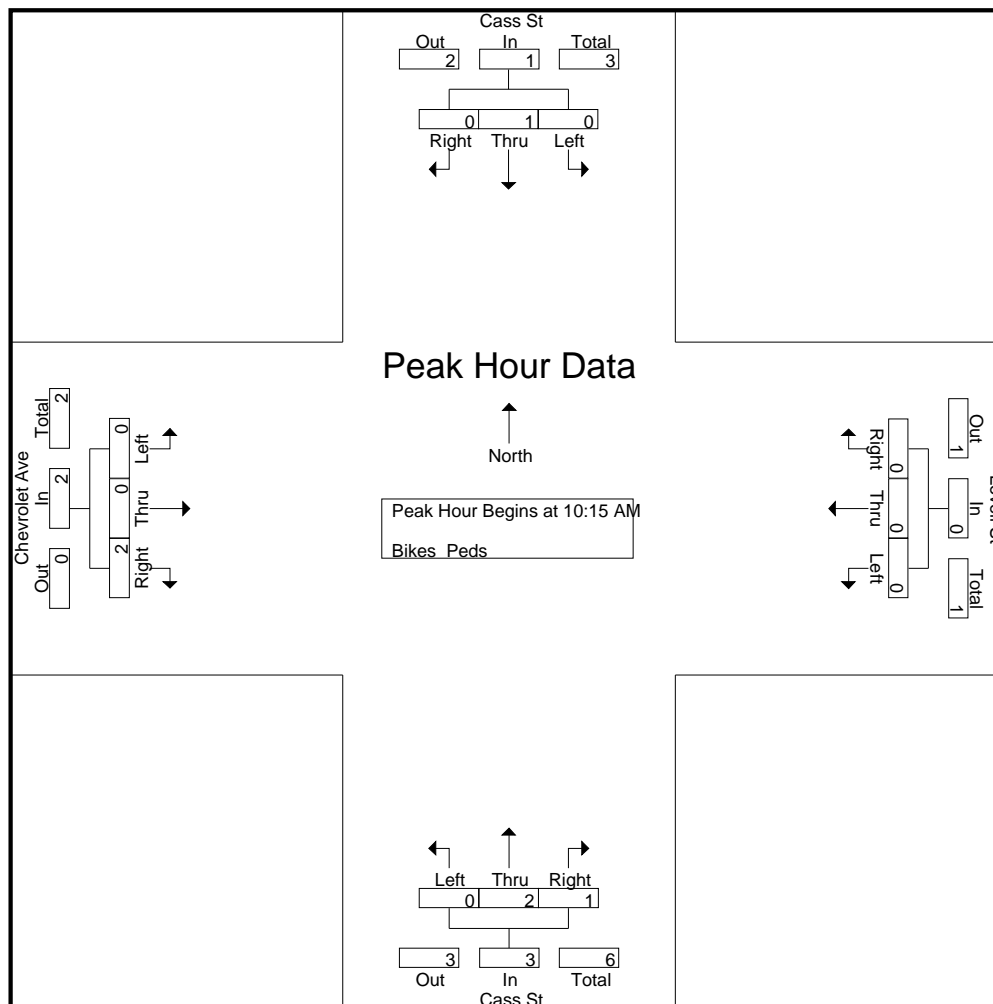 Cass St
Out In Total
2 1 3
0 1 0
Right Thru Left
Peak Hour Data
North
Peak Hour Begins at 10:15 AM
Bikes Peds
Chevrolet Ave
Total In Out
2 2 0
0 0 2
Left Thru Right
Right Thru Left
0 0 0
Out In Total
1 0 1
Left Thru Right
0 2 1
3 3 6
Out In Total
Cass St